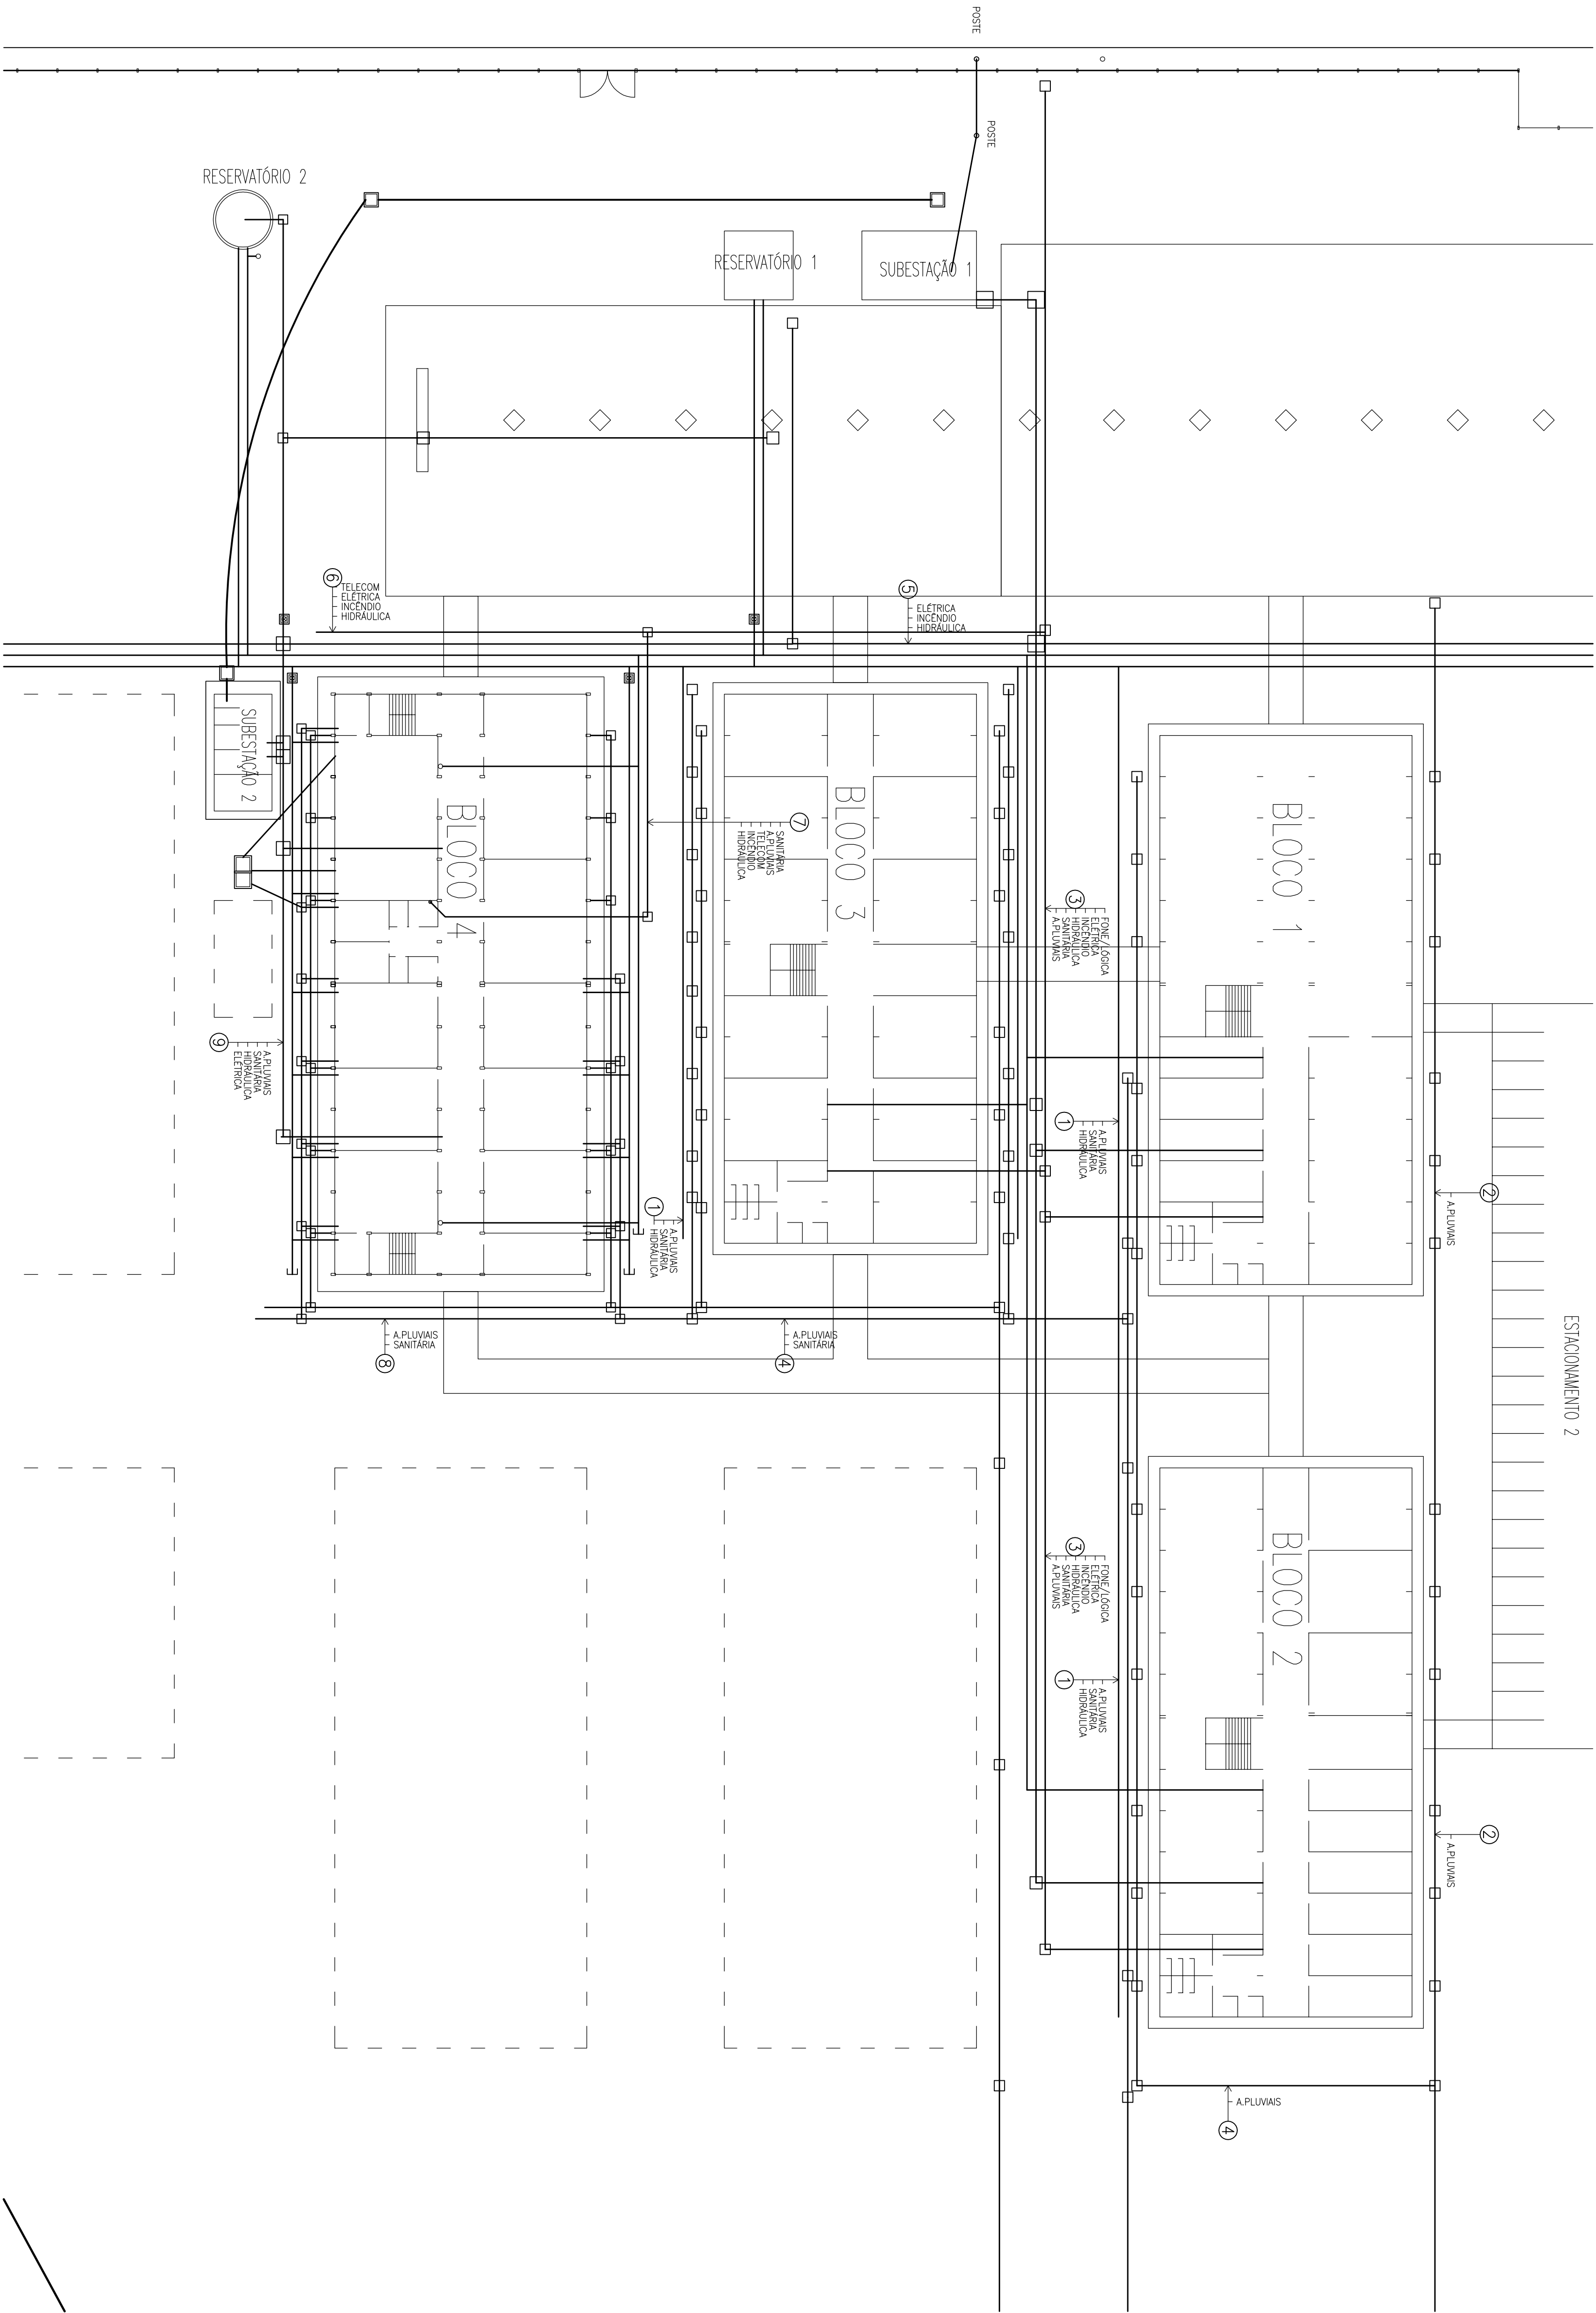 POSTE
POSTE
RESERVATÓRIO 2
RESERVATÓRIO 1
SUBESTAÇÃO 1
6
TELECOM
ELÉTRICA
INCÊNDIO
HIDRÁULICA
5
ELÉTRICA
INCÊNDIO
HIDRÁULICA
SUBESTAÇÃO 2
BLOCO 4
7
SANITÁRIA
A.PLUVIAIS
TELECOM
INCÊNDIO
HIDRÁULICA
BLOCO 3
BLOCO 1
3
FONE/LÓGICA
ELÉTRICA
INCÊNDIO
HIDRÁULICA
SANITÁRIA
A.PLUVIAIS
9
A.PLUVIAIS
SANITÁRIA
HIDRÁULICA
ELÉTRICA
1
A.PLUVIAIS
SANITÁRIA
HIDRÁULICA
2
A.PLUVIAIS
1
A.PLUVIAIS
SANITÁRIA
HIDRÁULICA
A.PLUVIAIS
SANITÁRIA
8
A.PLUVIAIS
SANITÁRIA
4
ESTACIONAMENTO 2
BLOCO 2
3
FONE/LÓGICA
ELÉTRICA
INCÊNDIO
HIDRÁULICA
SANITÁRIA
A.PLUVIAIS
1
A.PLUVIAIS
SANITÁRIA
HIDRÁULICA
2
A.PLUVIAIS
A.PLUVIAIS
4